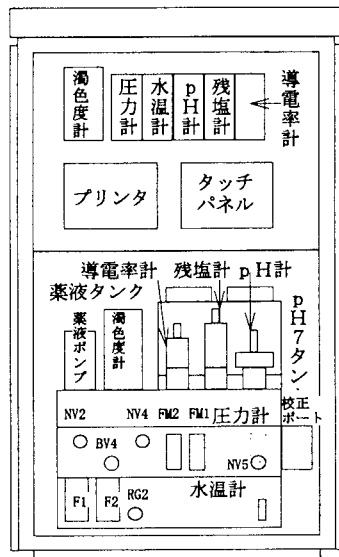 濁色度計
圧力計
水温計
pH計
残塩計
導電率計
プリンタ
タッチ
パネル
導電率計 残塩計 pH計
薬液タンク
pH7タン
薬液ポンプ
濁色度計
NV2 NV4 FM2 FM1 圧力計 校正
ポート
BV4
NV5
F1 F2 RG2 水温計